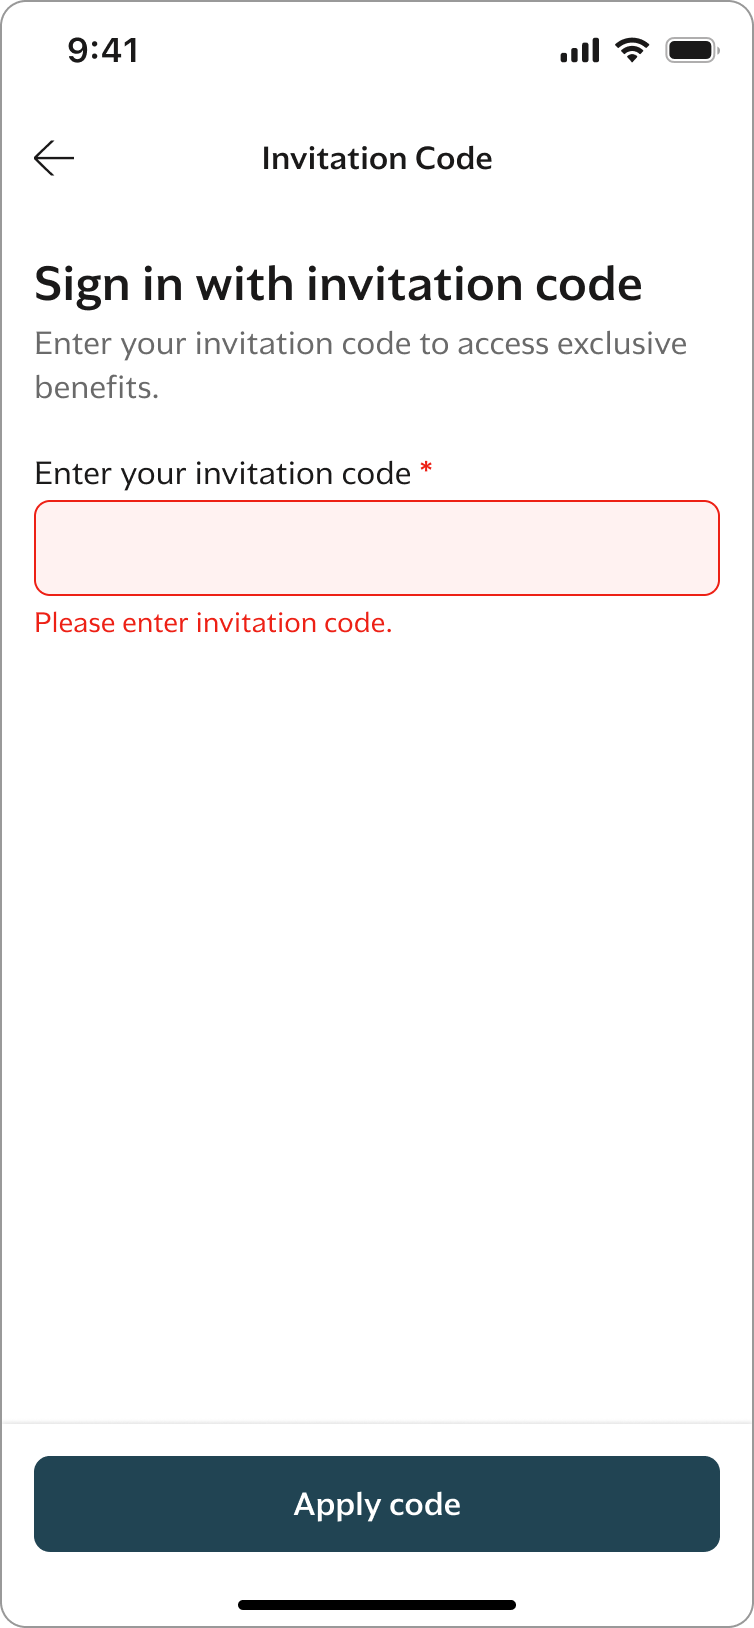 9:41
Invitation Code
Sign in with invitation code
Enter your invitation code to access exclusive
benefits.
Enter your invitation code *
Please enter invitation code.
Apply code